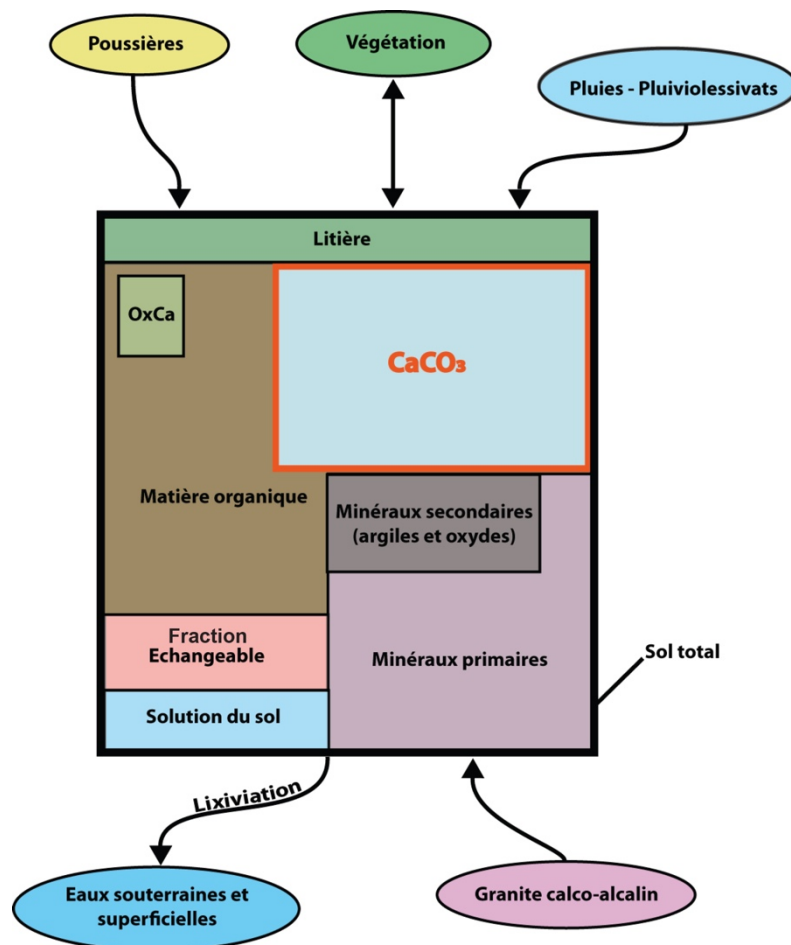 Poussières
Végétation
Pluies - Pluiviolessivats
Litière
OxCa
CaCO₃
Matière organique
Minéraux secondaires
(argiles et oxydes)
Fraction
Echangeable
Minéraux primaires
Sol total
Solution du sol
Lixiviation
Eaux souterraines et
superficielles
Granite calco-alcalin